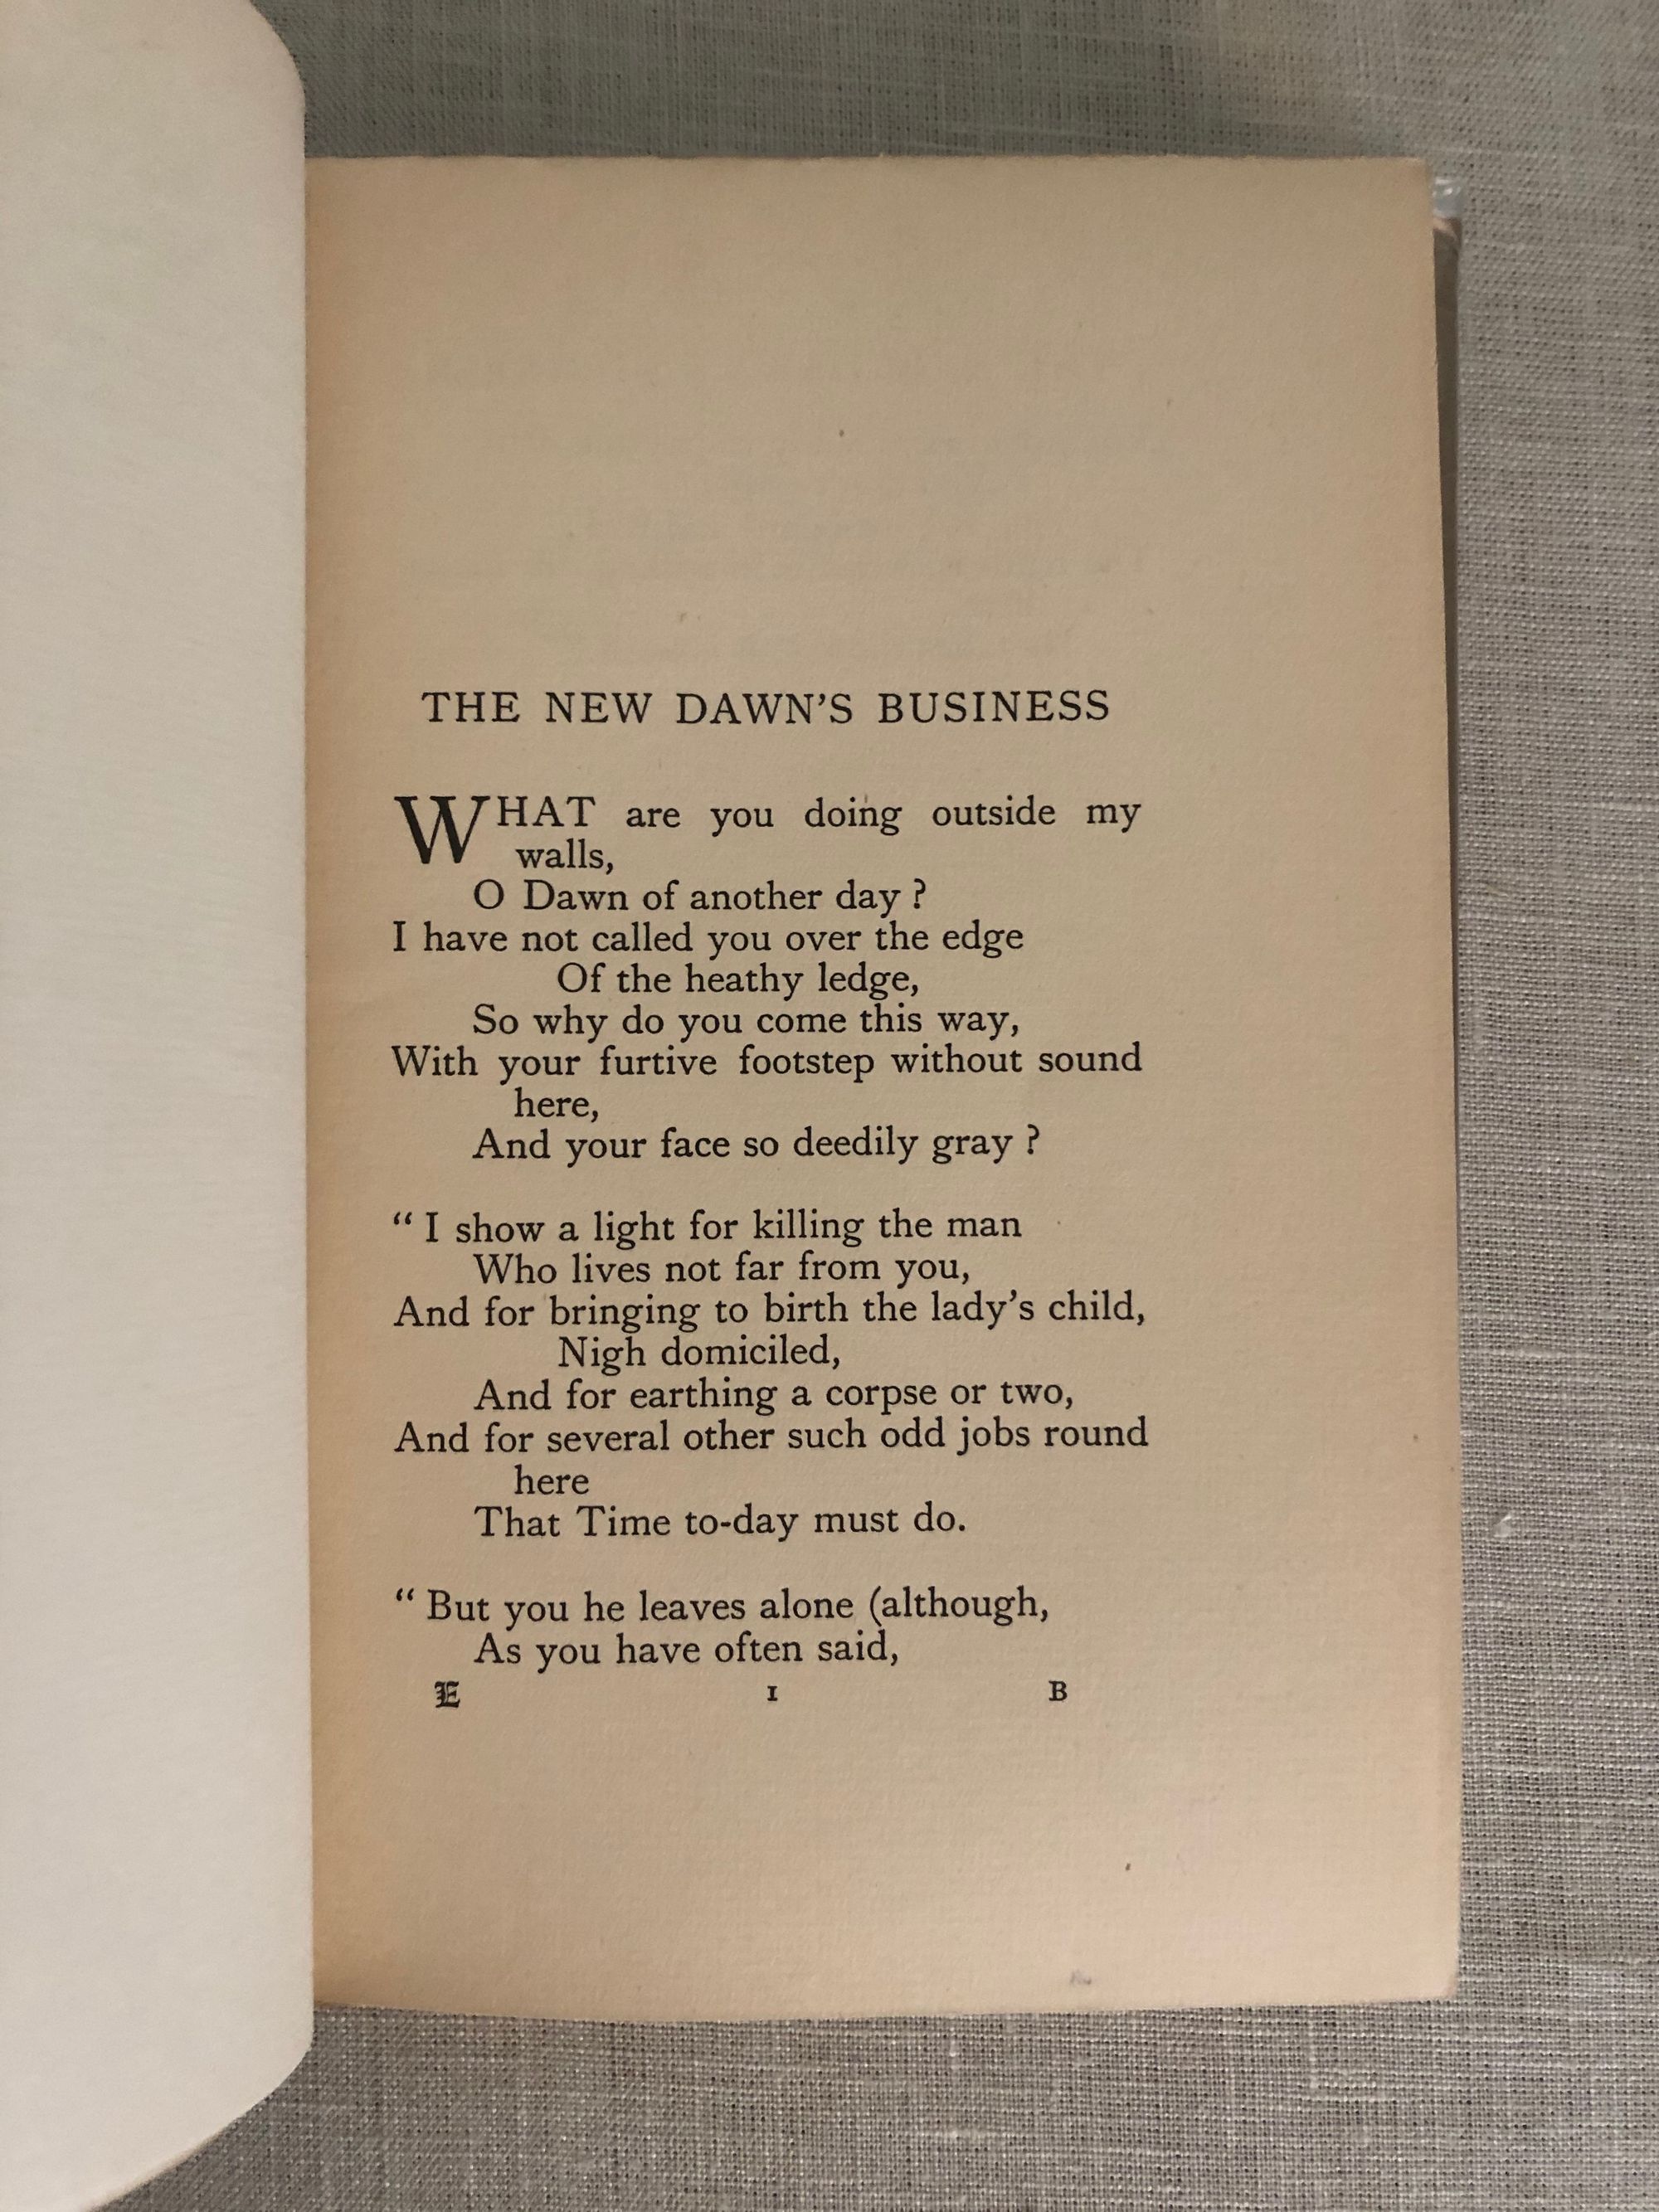 THE NEW DAWN'S BUSINESS
WHAT are you doing outside my
walls,
O Dawn of another day ?
I have not called you over the edge
Of the heathy ledge,
So why do you come this way,
With your furtive footstep without sound
here,
And your face so deedily gray ?
“ I show a light for killing the man
Who lives not far from you,
And for bringing to birth the lady’s child,
Nigh domiciled,
And for earthing a corpse or two,
And for several other such odd jobs round
here
That Time to-day must do.
“ But you he leaves alone (although,
As you have often said,
E 1 B